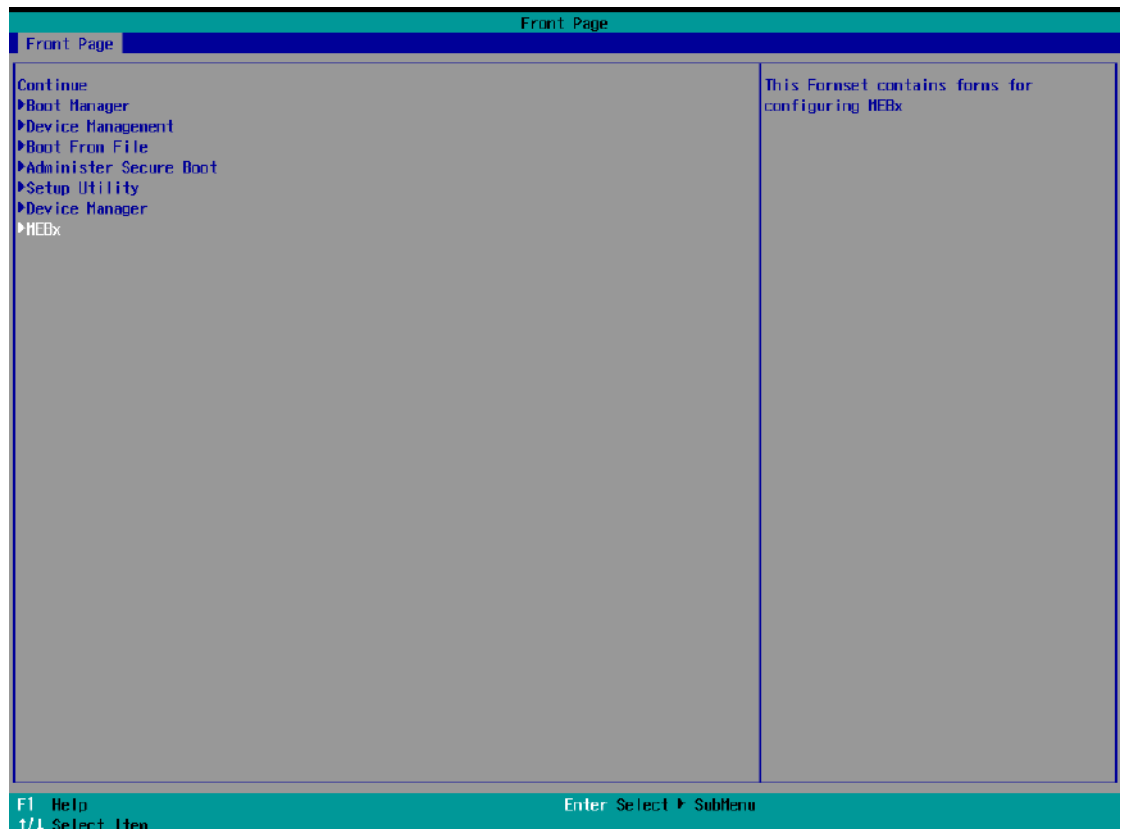 Front Page
Front Page
Continue
▶Boot Manager
▶Device Management
▶Boot From File
▶Administer Secure Boot
▶Setup Utility
▶Device Manager
▶MEBx
This Formset contains forms for
configuring MEBx
F1 Help
Enter Select ▶ SubMenu
↑/↓ Select Item